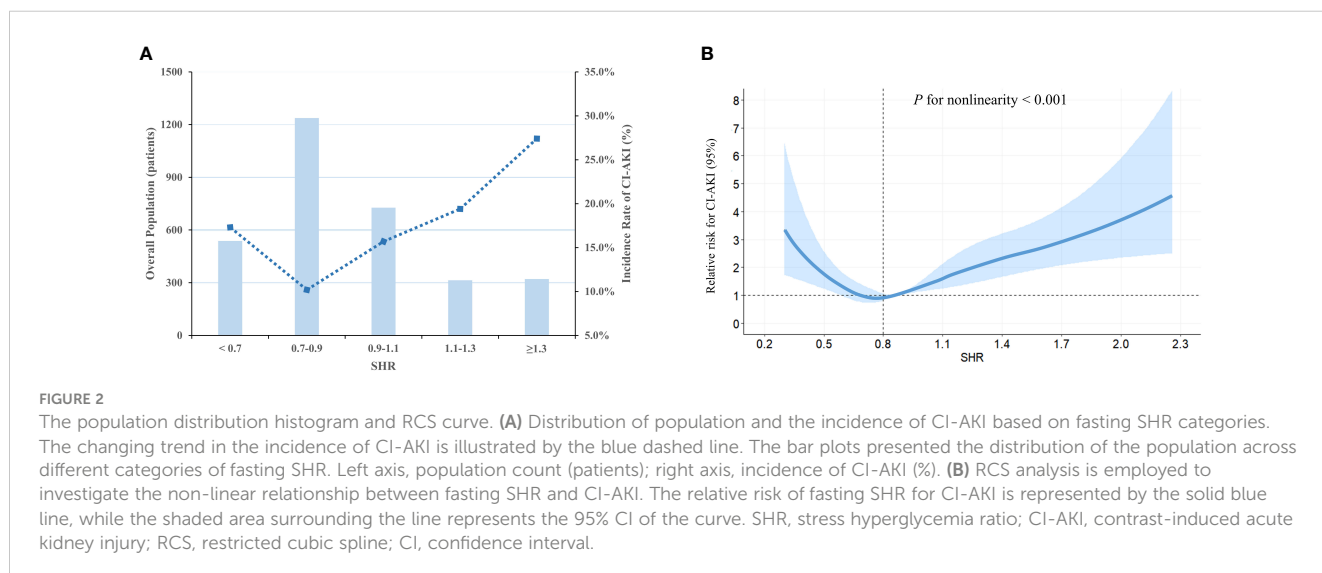 A
Overall Population (patients)
1500
1200
900
600
300
0
35.0%
30.0%
25.0%
20.0%
15.0%
10.0%
5.0%
Incidence Rate of CI-AKI (%)
< 0.7 0.7-0.9 0.9-1.1 1.1-1.3 ≥1.3
SHR
B
P for nonlinearity < 0.001
Relative risk for CI-AKI (95%)
8
7
6
5
4
3
2
1
0
0.2 0.5 0.8 1.1 1.4 1.7 2.0 2.3
SHR
FIGURE 2
The population distribution histogram and RCS curve. (A) Distribution of population and the incidence of CI-AKI based on fasting SHR categories.
The changing trend in the incidence of CI-AKI is illustrated by the blue dashed line. The bar plots presented the distribution of the population across
different categories of fasting SHR. Left axis, population count (patients); right axis, incidence of CI-AKI (%). (B) RCS analysis is employed to
investigate the non-linear relationship between fasting SHR and CI-AKI. The relative risk of fasting SHR for CI-AKI is represented by the solid blue
line, while the shaded area surrounding the line represents the 95% CI of the curve. SHR, stress hyperglycemia ratio; CI-AKI, contrast-induced acute
kidney injury; RCS, restricted cubic spline; CI, confidence interval.